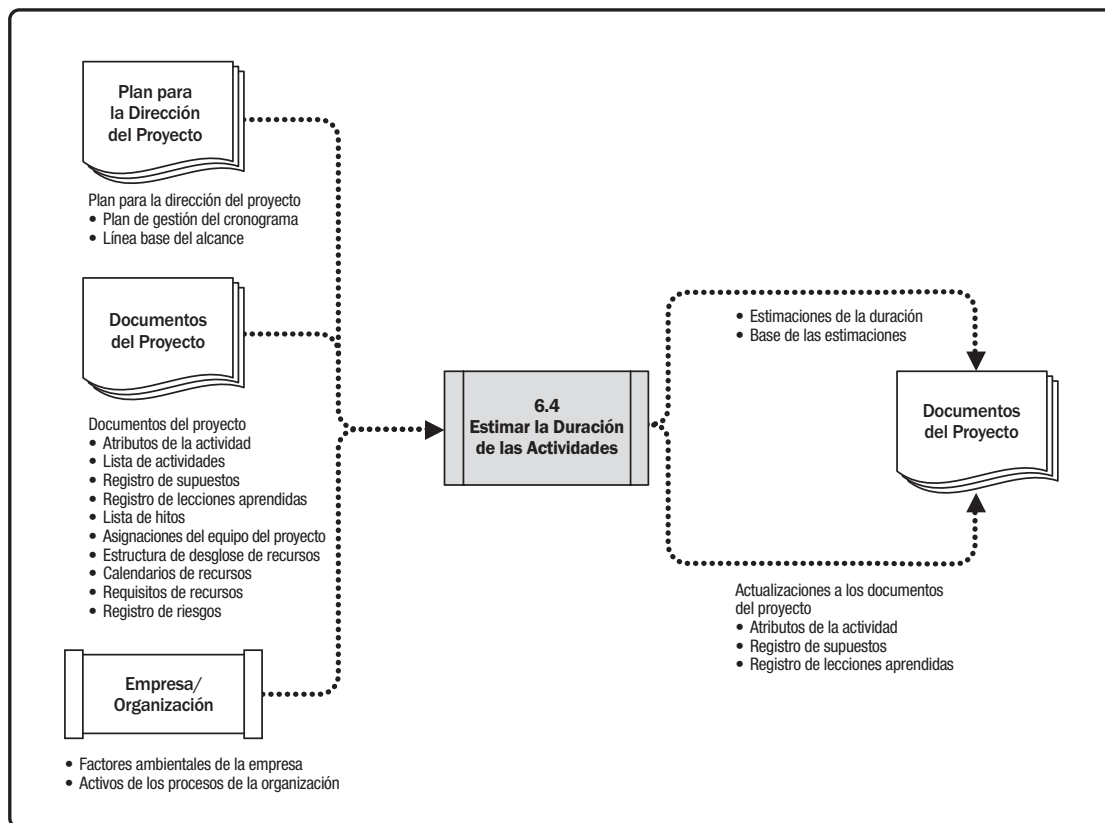 Plan para
la Dirección
del Proyecto
Plan para la dirección del proyecto
• Plan de gestión del cronograma
• Línea base del alcance
Documentos
del Proyecto
Documentos del proyecto
• Atributos de la actividad
• Lista de actividades
• Registro de supuestos
• Registro de lecciones aprendidas
• Lista de hitos
• Asignaciones del equipo del proyecto
• Estructura de desglose de recursos
• Calendarios de recursos
• Requisitos de recursos
• Registro de riesgos
Empresa/
Organización
• Factores ambientales de la empresa
• Activos de los procesos de la organización
6.4
Estimar la Duración
de las Actividades
• Estimaciones de la duración
• Base de las estimaciones
Documentos
del Proyecto
Actualizaciones a los documentos
del proyecto
• Atributos de la actividad
• Registro de supuestos
• Registro de lecciones aprendidas